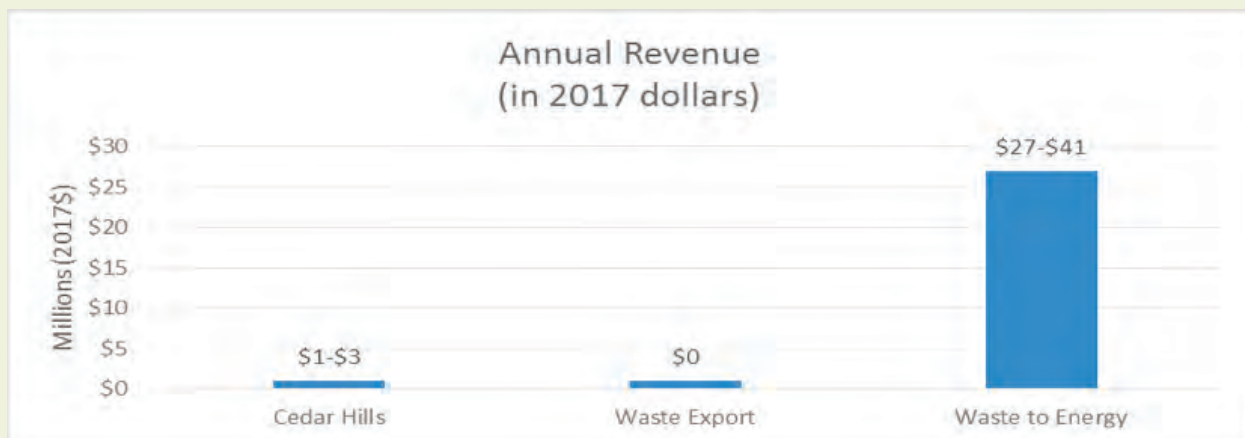 Annual Revenue
(in 2017 dollars)
Millions (2017$)
$30
$25
$20
$15
$10
$5
$0
$1-$3
$0
$27-$41
Cedar Hills
Waste Export
Waste to Energy